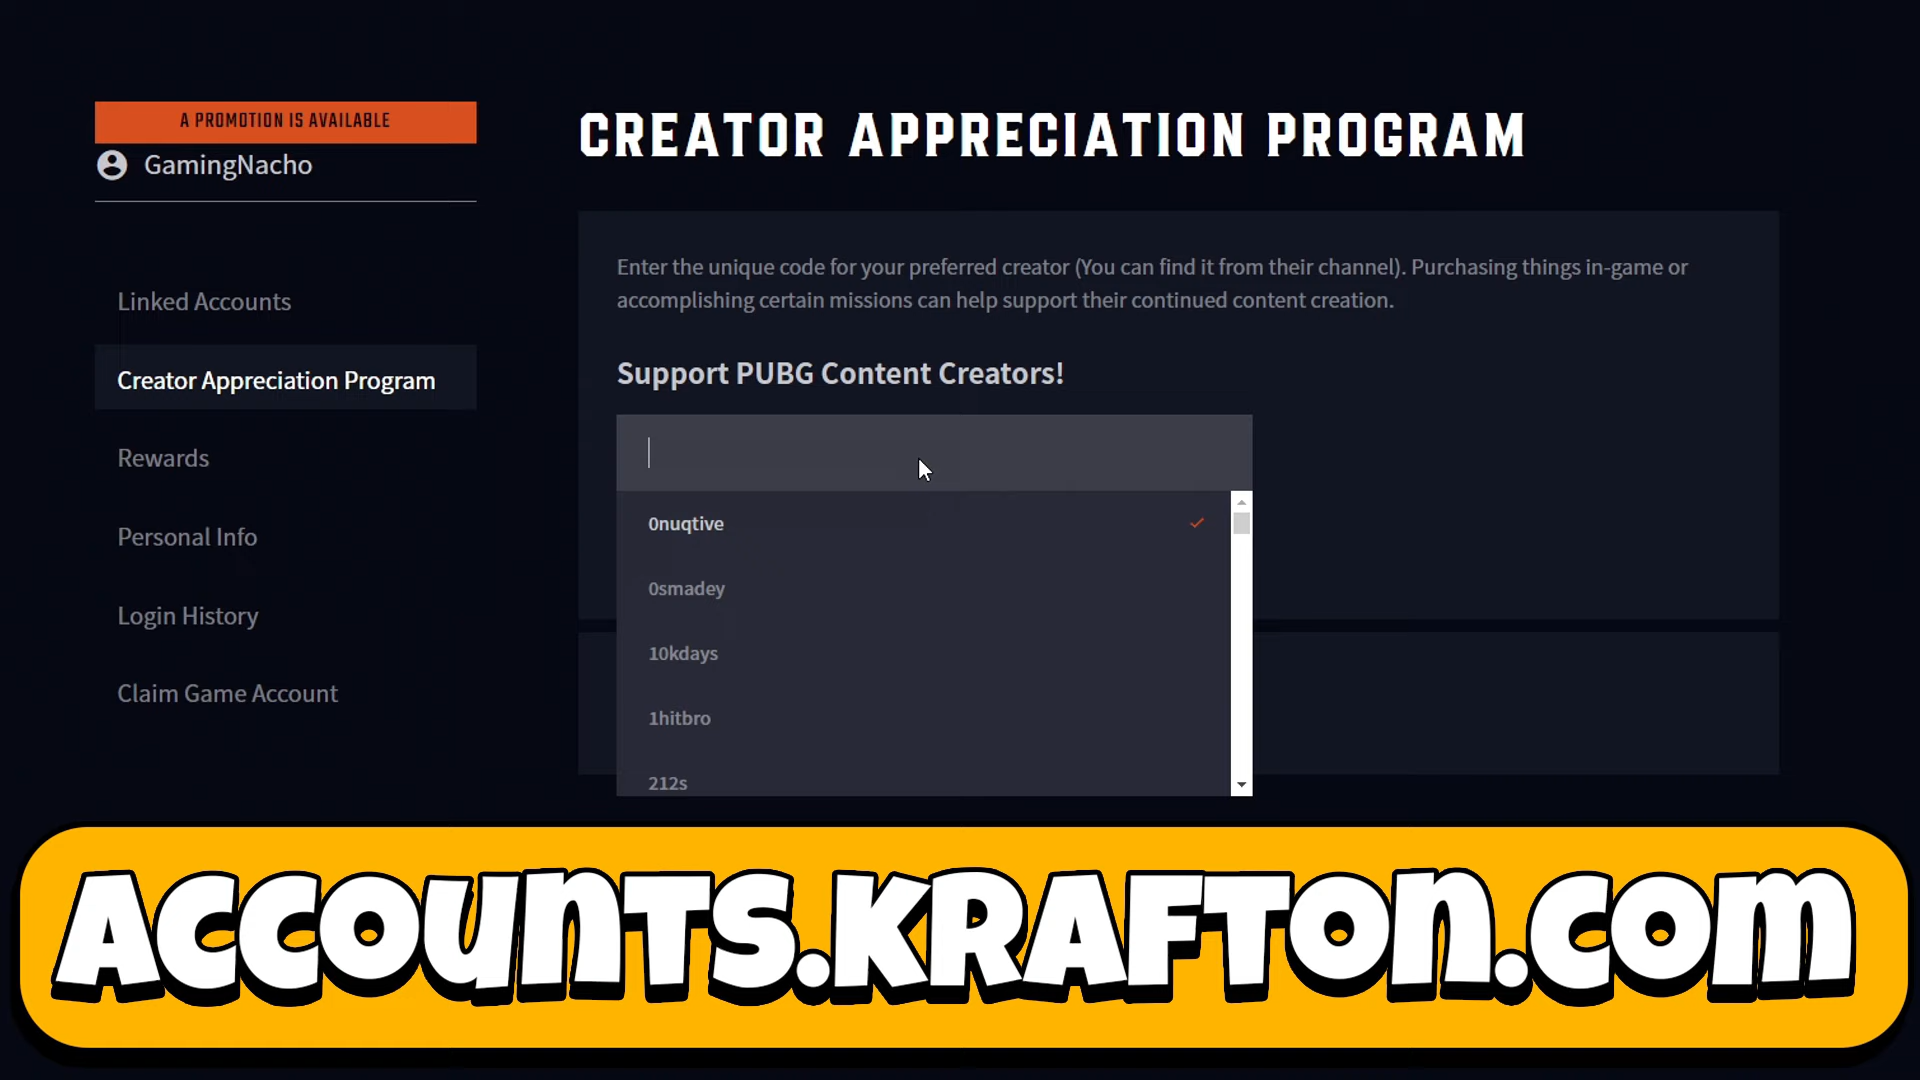 A PROMOTION IS AVAILABLE
GamingNacho
Linked Accounts
Creator Appreciation Program
Rewards
Personal Info
Login History
Claim Game Account
CREATOR APPRECIATION PROGRAM
Enter the unique code for your preferred creator (You can find it from their channel). Purchasing things in-game or
accomplishing certain missions can help support their continued content creation.
Support PUBG Content Creators!
0nuqtive
0smadey
10kdays
1hitbro
212s
Accounts.krafton.com